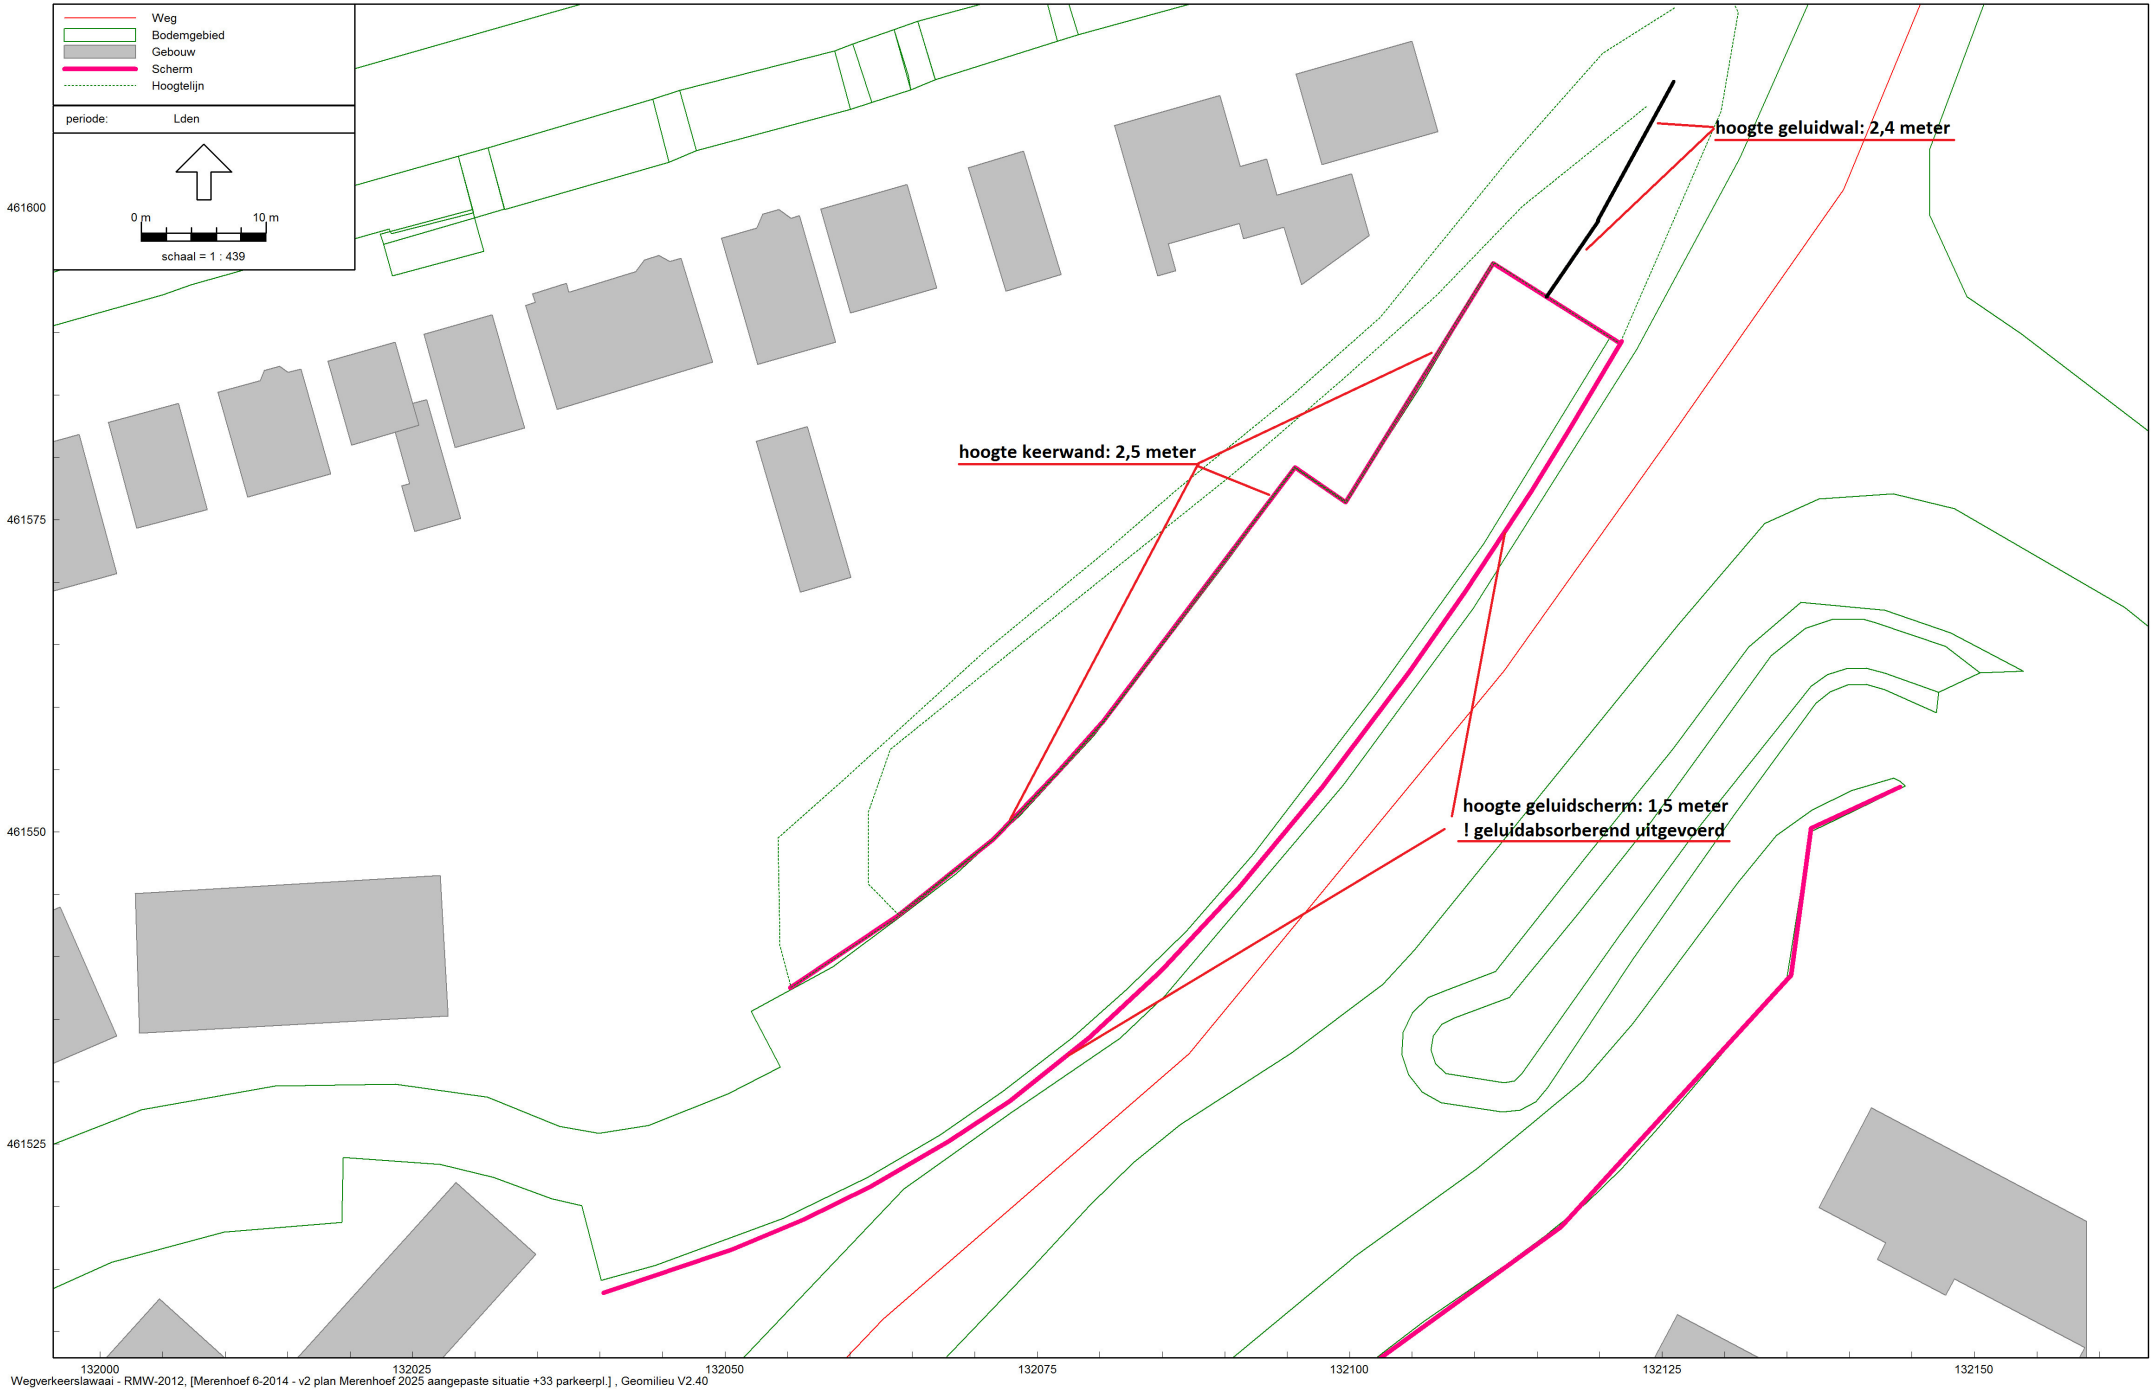 Weg
Bodemgebied
Gebouw
Scherm
Hoogtelijn
periode: Lden
0 m 10 m
schaal = 1 : 439
hoogte geluidwal: 2,4 meter
hoogte keerwand: 2,5 meter
hoogte geluidscherm: 1,5 meter
! geluidabsorberend uitgevoerd
461600
461575
461550
461525
132000 132025 132050 132075 132100 132125 132150
Wegverkeerslawaai - RMW-2012, [Merenhoef 6-2014 - v2 plan Merenhoef 2025 aangepaste situatie +33 parkeerpl.] , Geomilieu V2.40